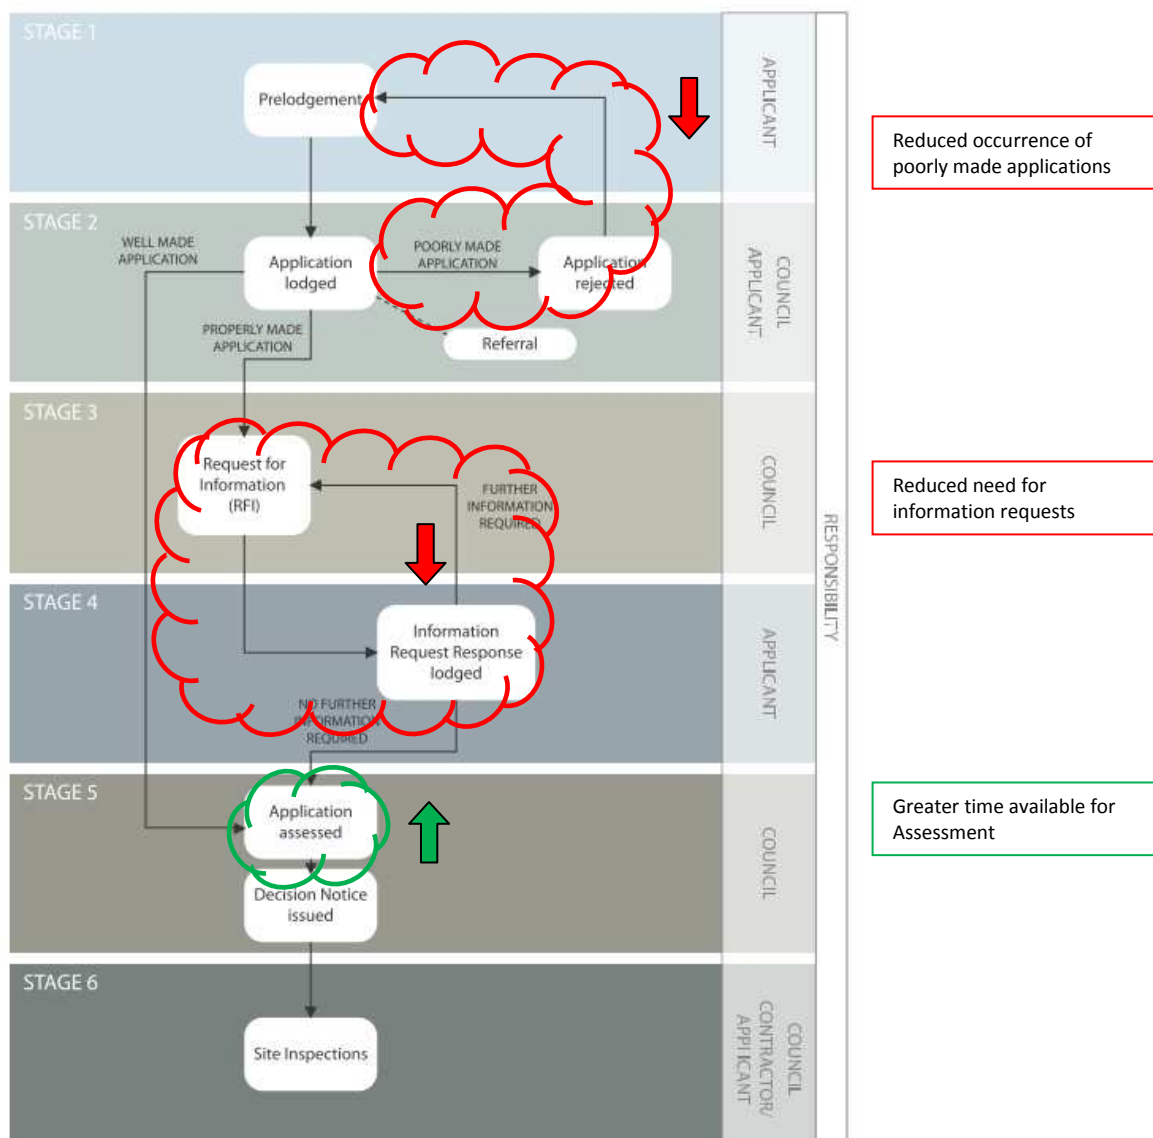 STAGE 1
Prelodgement
APPLICANT
Reduced occurrence of
poorly made applications
STAGE 2
WELL MADE
APPLICATION
Application
lodged
POORLY MADE
APPLICATION
Application
rejected
PROPERLY MADE
APPLICATION
Referral
COUNCIL
APPLICANT
STAGE 3
Request for
Information
(RFI)
FURTHER
INFORMATION
REQUIRED
COUNCIL
Reduced need for
information requests
RESPONSIBILITY
STAGE 4
Information
Request Response
lodged
NO FURTHER
INFORMATION
REQUIRED
APPLICANT
STAGE 5
Application
assessed
Decision Notice
issued
COUNCIL
Greater time available for
Assessment
STAGE 6
Site Inspections
COUNCIL
CONTRACTOR/
APPLICANT